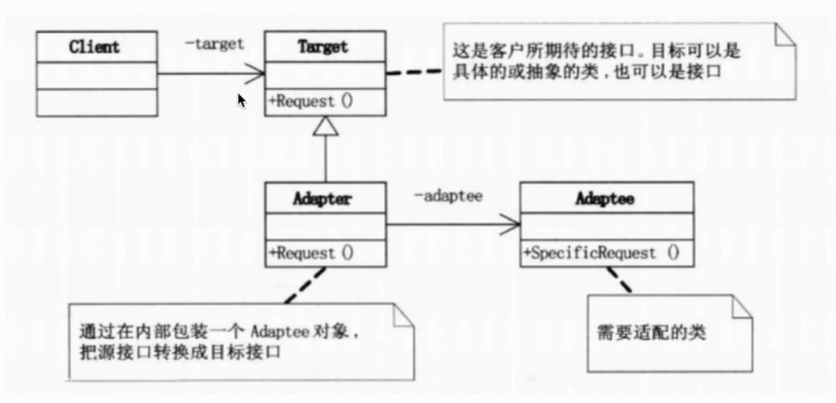 Client
-target
Target
+Request()
这是客户所期待的接口。目标可以是
具体的或抽象的类,也可以是接口
Adapter
+Request()
-adaptee
Adaptee
+SpecificRequest ()
通过在内部包装一个 Adaptee 对象,
把源接口转换成目标接口
需要适配的类